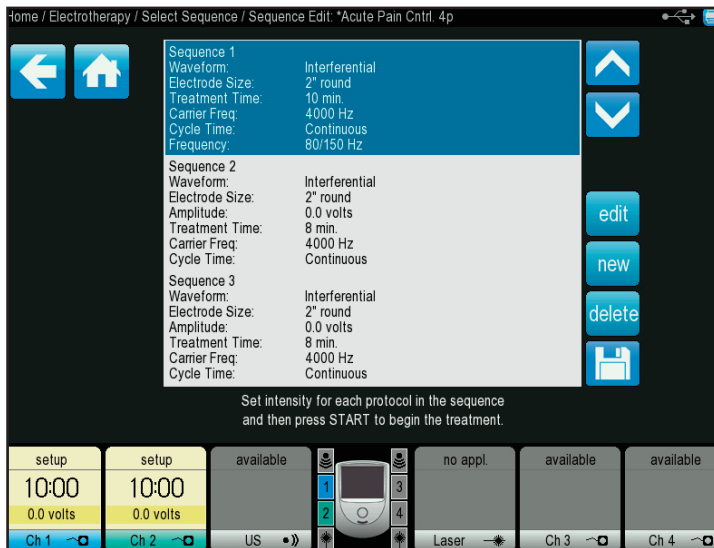 Home / Electrotherapy / Select Sequence / Sequence Edit: *Acute Pain Cntrl. 4p
Sequence 1
Waveform: Interferential
Electrode Size: 2" round
Treatment Time: 10 min.
Carrier Freq: 4000 Hz
Cycle Time: Continuous
Frequency: 80/150 Hz
Sequence 2
Waveform: Interferential
Electrode Size: 2" round
Amplitude: 0.0 volts
Treatment Time: 8 min.
Carrier Freq: 4000 Hz
Cycle Time: Continuous
Sequence 3
Waveform: Interferential
Electrode Size: 2" round
Amplitude: 0.0 volts
Treatment Time: 8 min.
Carrier Freq: 4000 Hz
Cycle Time: Continuous
edit
new
delete
Set intensity for each protocol in the sequence
and then press START to begin the treatment.
setup
10:00
0.0 volts
Ch 1
setup
10:00
0.0 volts
Ch 2
available
US
1
2
3
4
no appl.
Laser
available
Ch 3
available
Ch 4